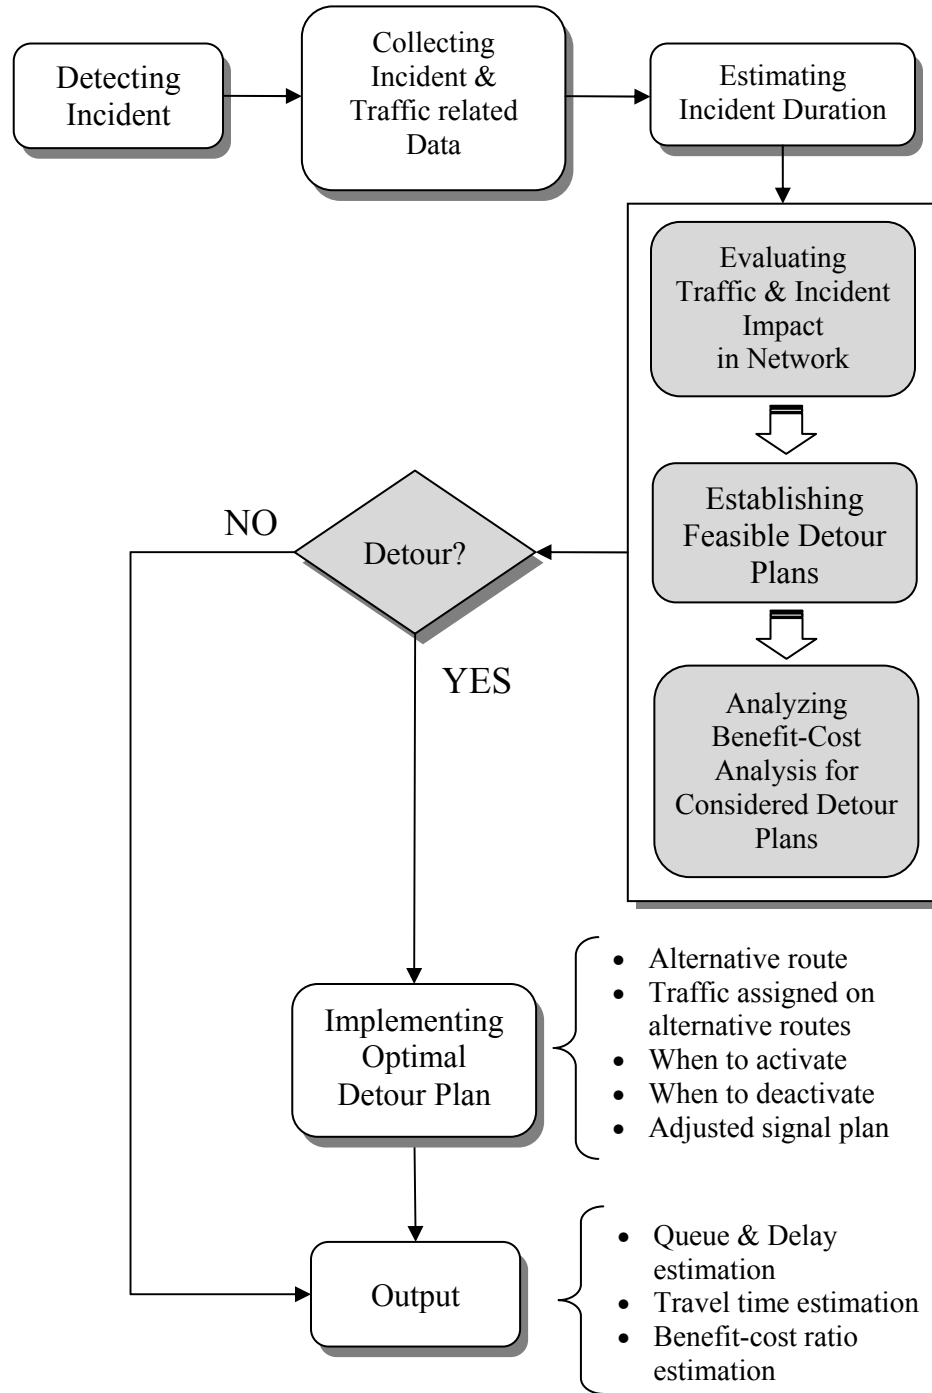 Detecting
Incident
Collecting
Incident &
Traffic related
Data
Estimating
Incident Duration
Evaluating
Traffic & Incident
Impact
in Network
Establishing
Feasible Detour
Plans
Analyzing
Benefit-Cost
Analysis for
Considered Detour
Plans
Detour?
NO
YES
Implementing
Optimal
Detour Plan
• Alternative route
• Traffic assigned on
alternative routes
• When to activate
• When to deactivate
• Adjusted signal plan
Output
• Queue & Delay
estimation
• Travel time estimation
• Benefit-cost ratio
estimation